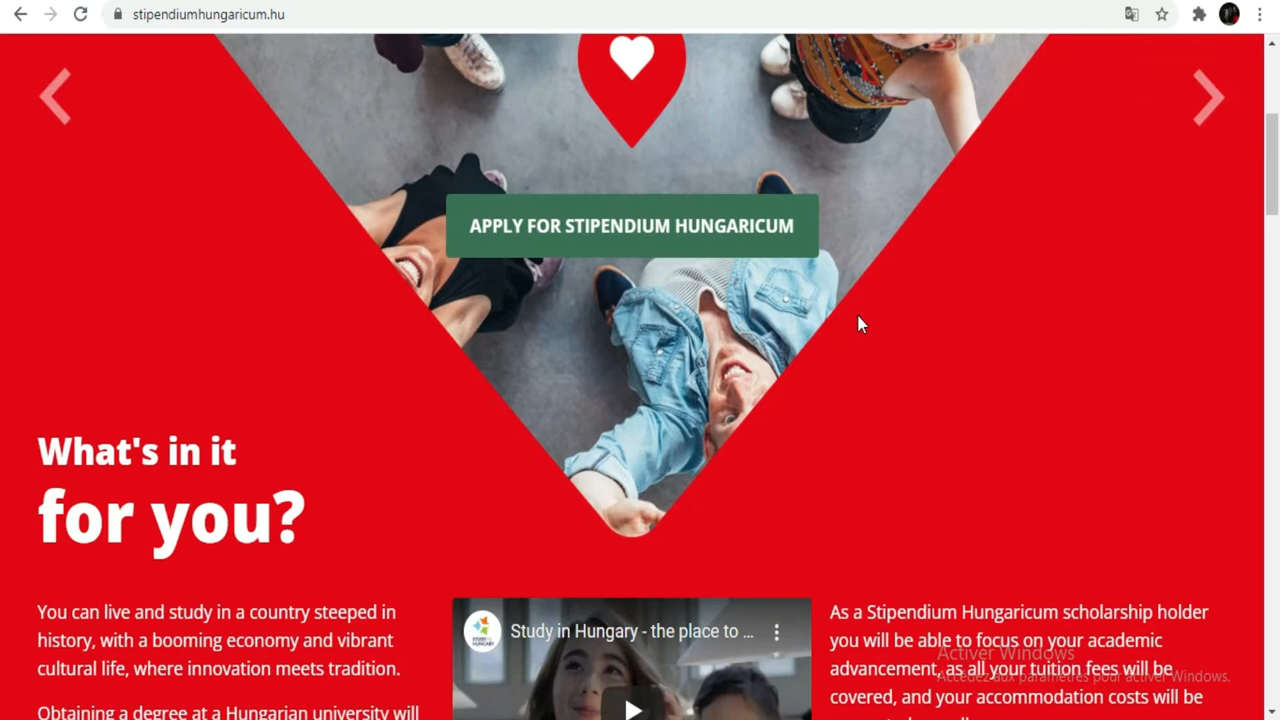 stipendiumhungaricum.hu
APPLY FOR STIPENDIUM HUNGARICUM
What's in it
for you?
You can live and study in a country steeped in
history, with a booming economy and vibrant
cultural life, where innovation meets tradition.
Obtaining a degree at a Hungarian university will
Study in Hungary - the place to ...
As a Stipendium Hungaricum scholarship holder
you will be able to focus on your academic
advancement, as all your tuition fees will be
covered, and your accommodation costs will be
Activer Windows
Accédez aux paramètres pour activer Windows.